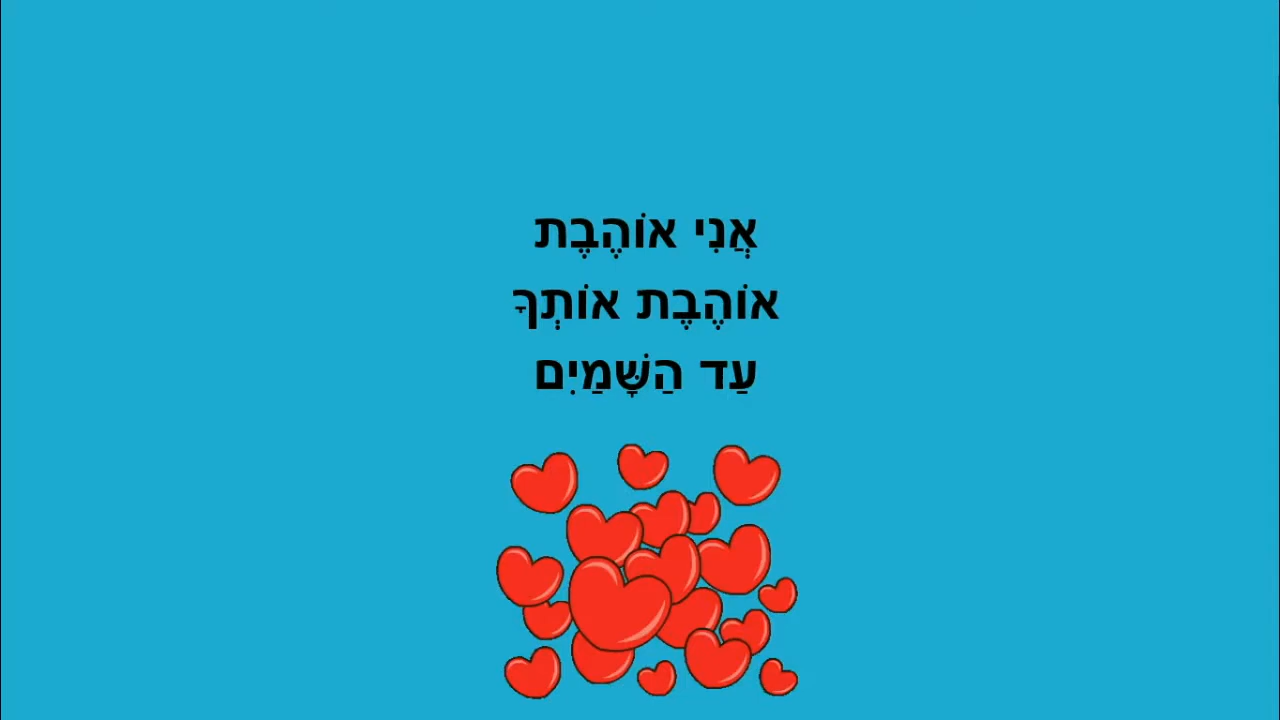 אֲנִי אוֹהֶבֶת
אוֹהֶבֶת אוֹתְךָ
עַד הַשָּׁמַיִם